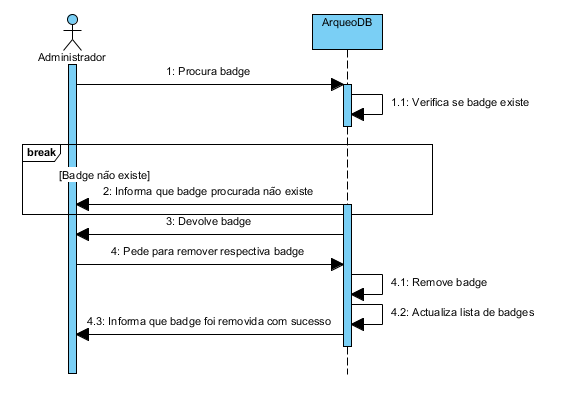 ArqueoDB
Administrador
1: Procura badge
1.1: Verifica se badge existe
break
[Badge não existe]
2: Informa que badge procurada não existe
3: Devolve badge
4: Pede para remover respectiva badge
4.1: Remove badge
4.2: Actualiza lista de badges
4.3: Informa que badge foi removida com sucesso